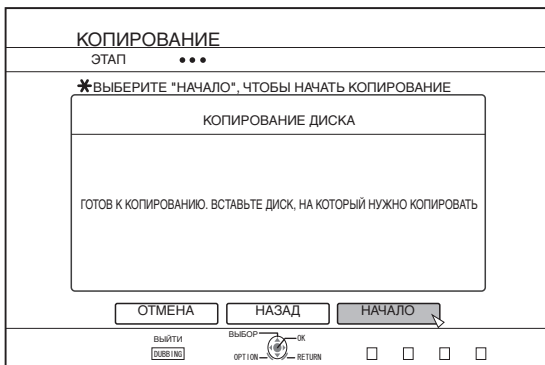 КОПИРОВАНИЕ
ЭТАП
ВЫБЕРИТЕ "НАЧАЛО", ЧТОБЫ НАЧАТЬ КОПИРОВАНИЕ
КОПИРОВАНИЕ ДИСКА
ГОТОВ К КОПИРОВАНИЮ. ВСТАВЬТЕ ДИСК, НА КОТОРЫЙ НУЖНО КОПИРОВАТЬ
ОТМЕНА НАЗАД НАЧАЛО
ВЫЙТИ ВЫБОР OK
DUBBING OPTION RETURN